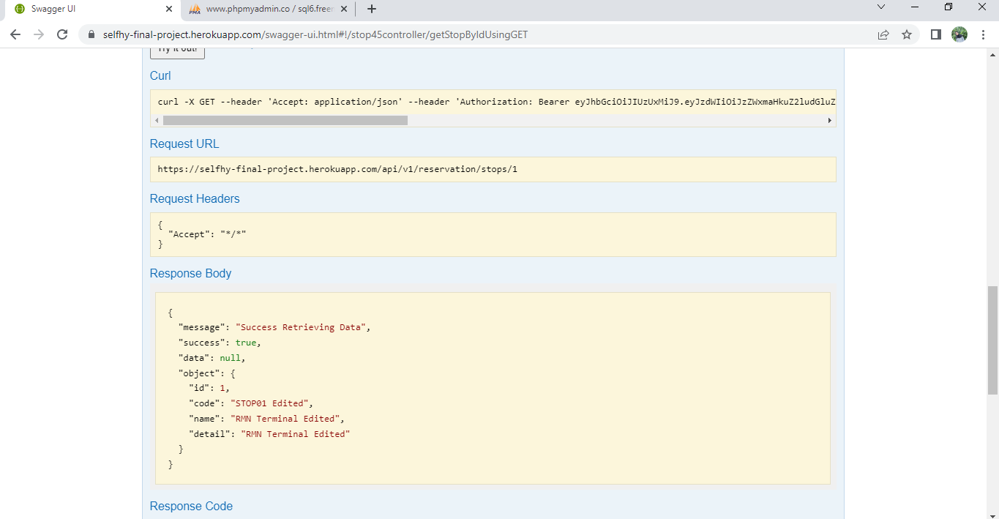 Swagger UI
www.phpmyadmin.co / sql6.freem
selfhy-final-project.herokuapp.com/swagger-ui.html#!/stop45controller/getStopByIdUsingGET
Try it out!
Curl
curl -X GET --header 'Accept: application/json' --header 'Authorization: Bearer eyJhbGciOiJIUzUxMiJ9.eyJzdWIiOiJzZWxmaHkuZ2ludGluZ
Request URL
https://selfhy-final-project.herokuapp.com/api/v1/reservation/stops/1
Request Headers
{
"Accept": "*/*"
}
Response Body
{
"message": "Success Retrieving Data",
"success": true,
"data": null,
"object": {
"id": 1,
"code": "STOP01 Edited",
"name": "RMN Terminal Edited",
"detail": "RMN Terminal Edited"
}
}
Response Code